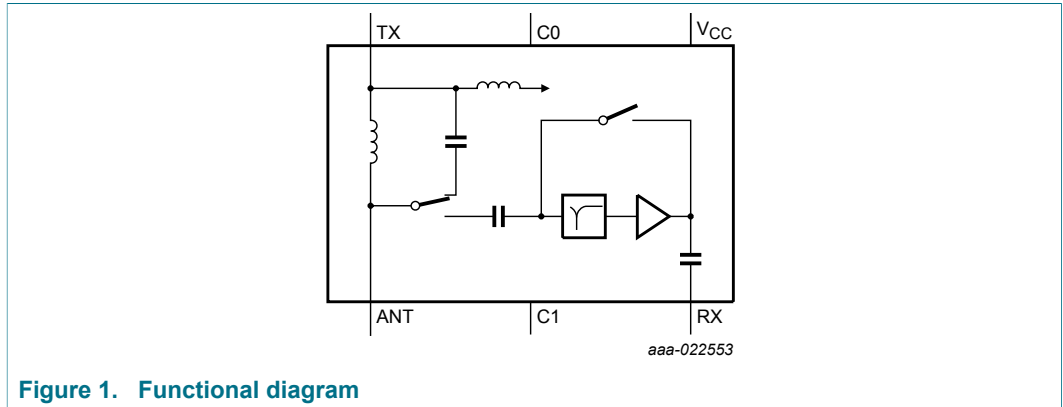 TX
C0
VCC
ANT
C1
RX
aaa-022553
Figure 1. Functional diagram